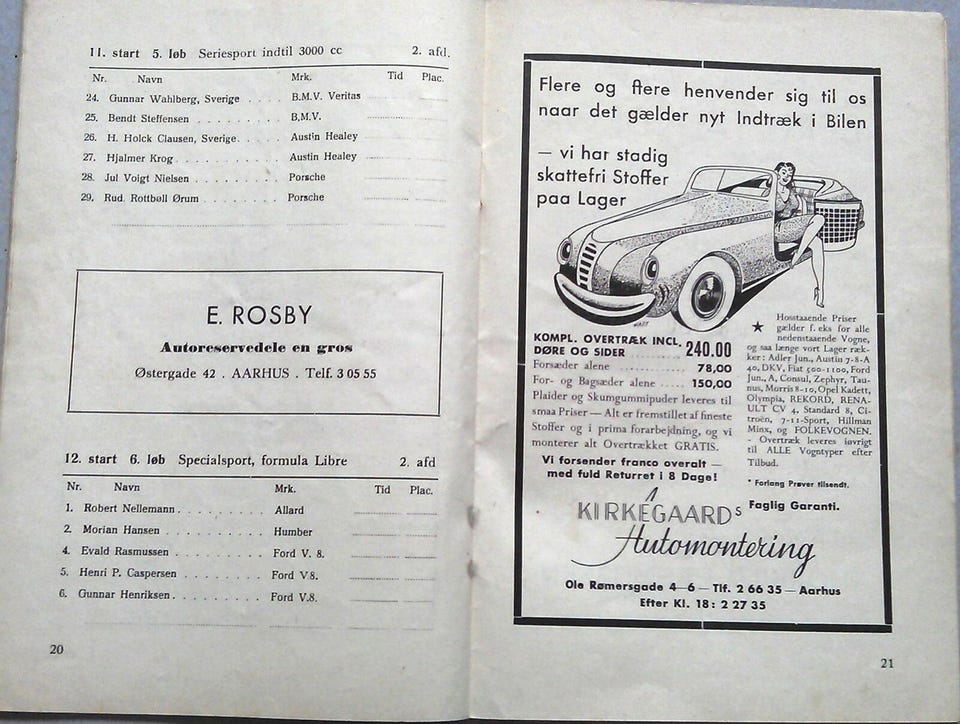 11. start 5. løb Seriesport indtil 3000 cc 2. afd.
Nr. Navn Mrk. Tid Plac.
24. Gunnar Wahlberg, Sverige . . . . B.M.V. Veritas
25. Bendt Steffensen . . . . . . . . . B.M.V.
26. H. Holck Clausen, Sverige. . . . . Austin Healey
27. Hjalmer Krog. . . . . . . . . . . Austin Healey
28. Jul Voigt Nielsen . . . . . . . . . Porsche
29. Rud. Rottbøll Ørum . . . . . . . . Porsche
E. ROSBY
Autoreservedele en gros
Østergade 42 . AARHUS . Telf. 3 05 55
12. start 6. løb Specialsport, formula Libre 2. afd
Nr. Navn Mrk. Tid Plac.
1. Robert Nellemann. . . . . . . . . Allard
2. Morian Hansen . . . . . . . . . . Humber
4. Evald Rasmussen . . . . . . . . . Ford V. 8.
5. Henri P. Caspersen . . . . . . . . Ford V.8.
6. Gunnar Henriksen. . . . . . . . . Ford V.8.
20
Flere og flere henvender sig til os
naar det gælder nyt Indtræk i Bilen
— vi har stadig
skattefri Stoffer
paa Lager
KOMPL. OVERTRÆK INCL.
DØRE OG SIDER ........... 240.00
Forsæder alene .............. 78,00
For- og Bagsæder alene ..... 150,00
Plaider og Skumgummipuder leveres til
smaa Priser — Alt er fremstillet af fineste
Stoffer og i prima forarbejdning, og vi
monterer alt Overtrækket GRATIS.
Vi forsender franco overalt —
med fuld Returret i 8 Dage!
★ Hosstaaende Priser
gælder f. eks for alle
nedenstaaende Vogne,
og saa længe vort Lager ræk-
ker: Adler Jun., Austin 7-8-A
40, DKV, Fiat 500-1100, Ford
Jun., A, Consul, Zephyr, Tau-
nus, Morris 8-10, Opel Kadett,
Olympia, REKORD, RENA-
ULT CV 4, Standard 8, Ci-
troën, 7-11-Sport, Hillman
Minx, og FOLKEVOGNEN.
- Overtræk leveres iøvrigt
til ALLE Vogntyper efter
Tilbud.
* Forlang Prøver tilsendt.
Faglig Garanti.
KIRKEGAARDs
Automontering
Ole Rømersgade 4—6 — Tlf. 2 66 35 — Aarhus
Efter Kl. 18: 2 27 35
21